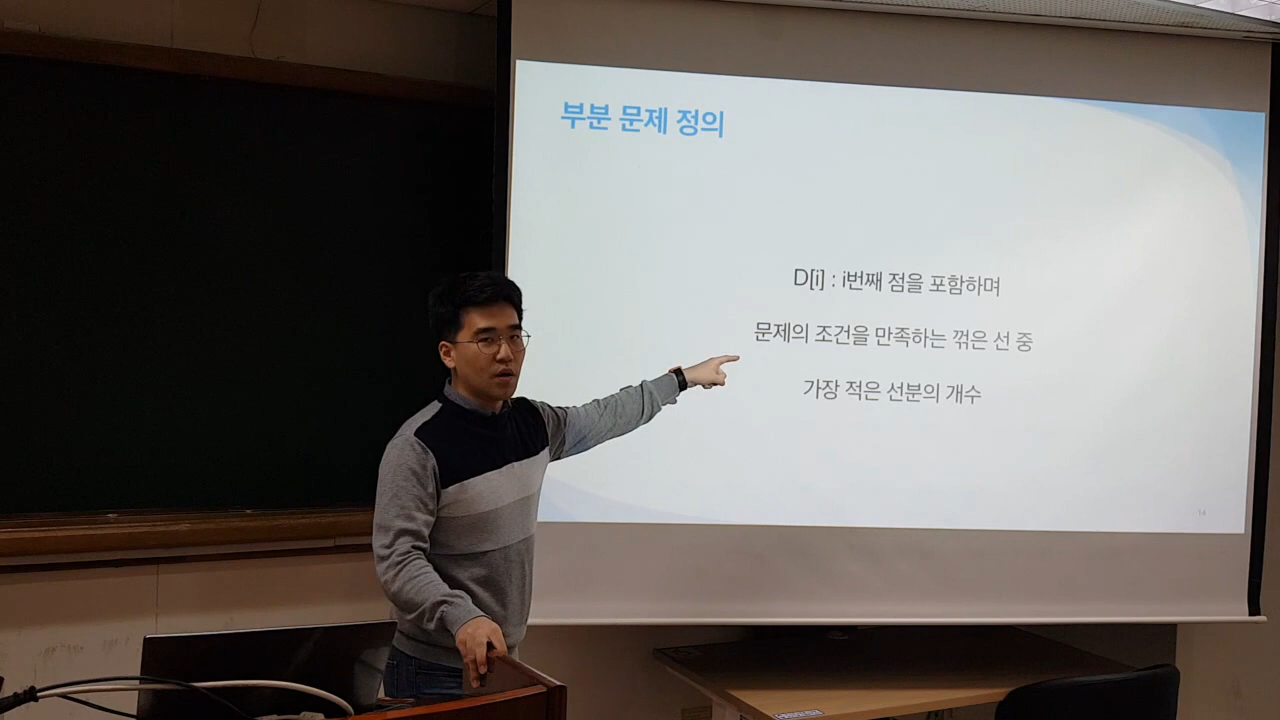 부분 문제 정의
D[i] : i번째 점을 포함하며
문제의 조건을 만족하는 꺾은 선 중
가장 적은 선분의 개수
14